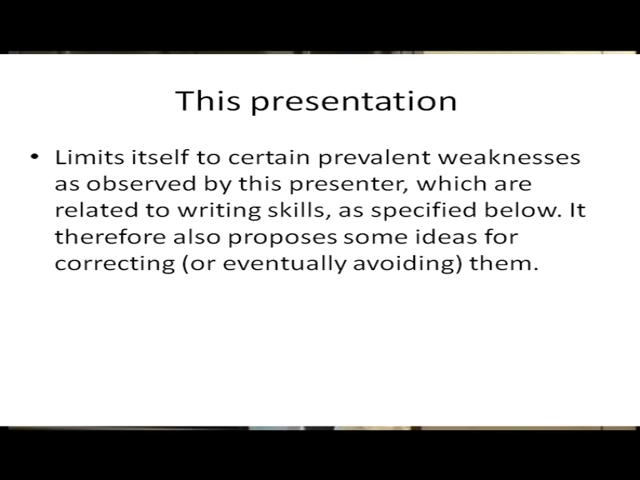 This presentation
• Limits itself to certain prevalent weaknesses
as observed by this presenter, which are
related to writing skills, as specified below. It
therefore also proposes some ideas for
correcting (or eventually avoiding) them.